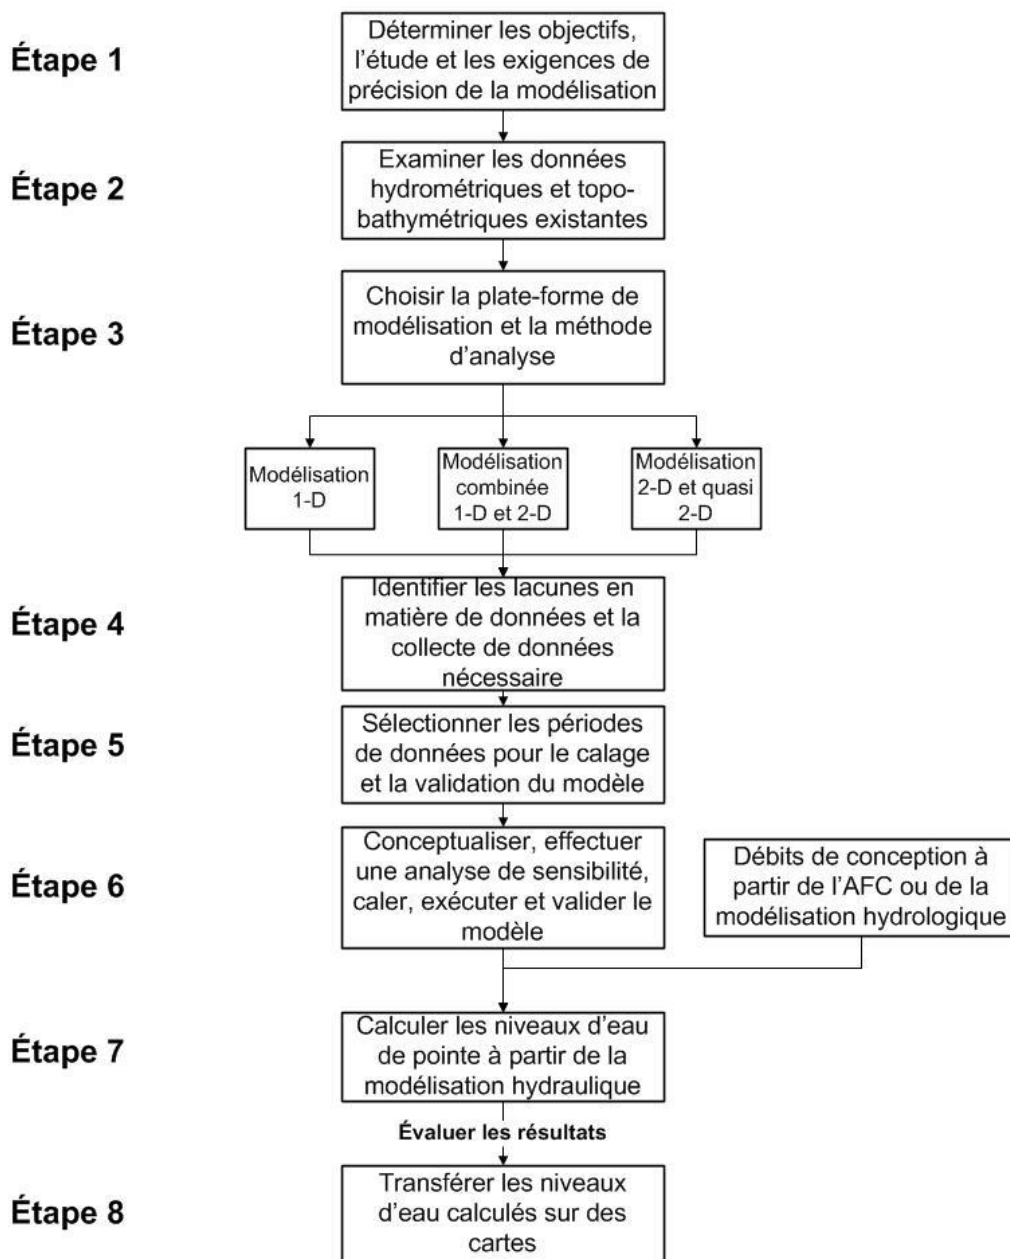 Étape 1
Déterminer les objectifs,
l'étude et les exigences de
précision de la modélisation
Étape 2
Examiner les données
hydrométriques et topo-
bathymétriques existantes
Étape 3
Choisir la plate-forme de
modélisation et la méthode
d'analyse
Modélisation
1-D
Modélisation
combinée
1-D et 2-D
Modélisation
2-D et quasi
2-D
Étape 4
Identifier les lacunes en
matière de données et la
collecte de données
nécessaire
Étape 5
Sélectionner les périodes
de données pour le calage
et la validation du modèle
Étape 6
Conceptualiser, effectuer
une analyse de sensibilité,
caler, exécuter et valider le
modèle
Débits de conception à
partir de l'AFC ou de la
modélisation hydrologique
Étape 7
Calculer les niveaux d'eau
de pointe à partir de la
modélisation hydraulique
Évaluer les résultats
Étape 8
Transférer les niveaux
d'eau calculés sur des
cartes